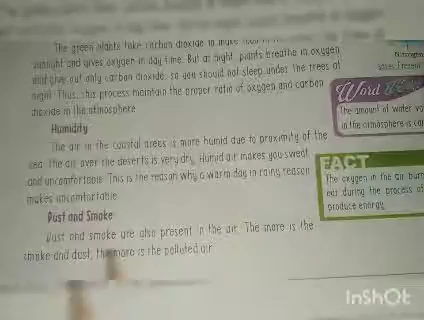 The green plants take carbon dioxide to make
sunlight and gives oxygen in day time. But at night, plants breathe in oxygen
and give out only carbon dioxide, so you should not sleep under the trees at
night. Thus, this process maintain the proper ratio of oxygen and carbon
dioxide in the atmosphere.
Humidity
The air in the coastal areas is more humid due to proximity of the
sea. The air over the deserts is very dry. Humid air makes you sweat
and uncomfortable. This is the reason why a warm day in rainy reason
makes uncomfortable.
Dust and Smoke
Dust and smoke are also present in the air. The more is the
smoke and dust, the more is the polluted air.
Word
The amount of water va
in the atmosphere is cal
FACT
The oxygen in the air burn
out during the process of
produce energy.
InShOt